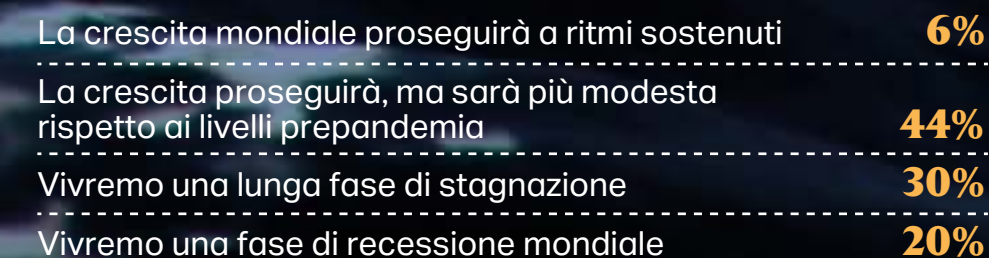 La crescita mondiale proseguirà a ritmi sostenuti 6%
La crescita proseguirà, ma sarà più modesta
rispetto ai livelli prepandemia 44%
Vivremo una lunga fase di stagnazione 30%
Vivremo una fase di recessione mondiale 20%